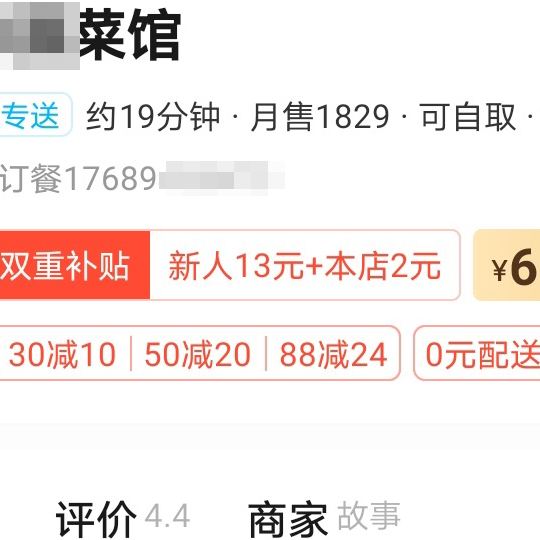 菜馆
专送 约19分钟 · 月售1829 · 可自取 ·
订餐17689
双重补贴 新人13元+本店2元 ¥6
30减10 50减20 88减24 0元配送
评价 4.4 商家 故事